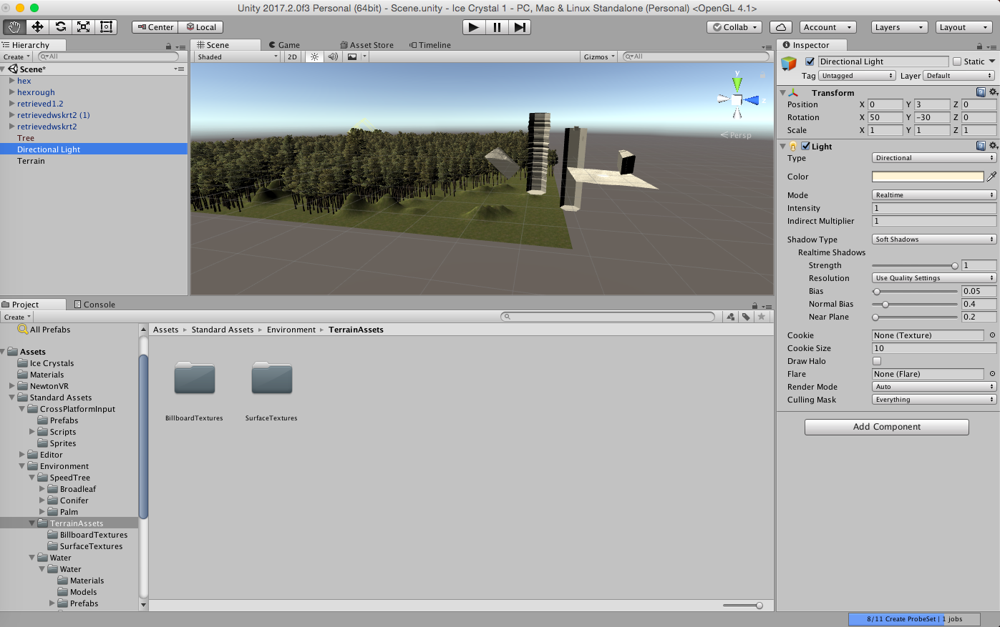 Unity 2017.2.0f3 Personal (64bit) - Scene.unity - Ice Crystal 1 - PC, Mac & Linux Standalone (Personal) <OpenGL 4.1>
Center Local Collab Account Layers Layout
Hierarchy
Create All
Scene*
hex
hexrough
retrieved1.2
retrievedwskrt2 (1)
retrievedwskrt2
Tree
Directional Light
Terrain
Scene Game Asset Store Timeline
Shaded 2D Gizmos All
y
z
Persp
Inspector
Directional Light Static
Tag Untagged Layer Default
Transform
Position X 0 Y 3 Z 0
Rotation X 50 Y -30 Z 0
Scale X 1 Y 1 Z 1
Light
Type Directional
Color
Mode Realtime
Intensity 1
Indirect Multiplier 1
Shadow Type Soft Shadows
Realtime Shadows
Strength 1
Resolution Use Quality Settings
Bias 0.05
Normal Bias 0.4
Near Plane 0.2
Cookie None (Texture)
Cookie Size 10
Draw Halo
Flare None (Flare)
Render Mode Auto
Culling Mask Everything
Add Component
Project Console
Create
All Prefabs
Assets
Ice Crystals
Materials
NewtonVR
Standard Assets
CrossPlatformInput
Prefabs
Scripts
Sprites
Editor
Environment
SpeedTree
Broadleaf
Conifer
Palm
TerrainAssets
BillboardTextures
SurfaceTextures
Water
Water
Materials
Models
Prefabs
Assets ▸ Standard Assets ▸ Environment ▸ TerrainAssets
BillboardTextures SurfaceTextures
8/11 Create ProbeSet | 1 jobs